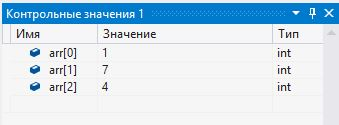 Контрольные значения 1
Имя Значение Тип
arr[0] 1 int
arr[1] 7 int
arr[2] 4 int